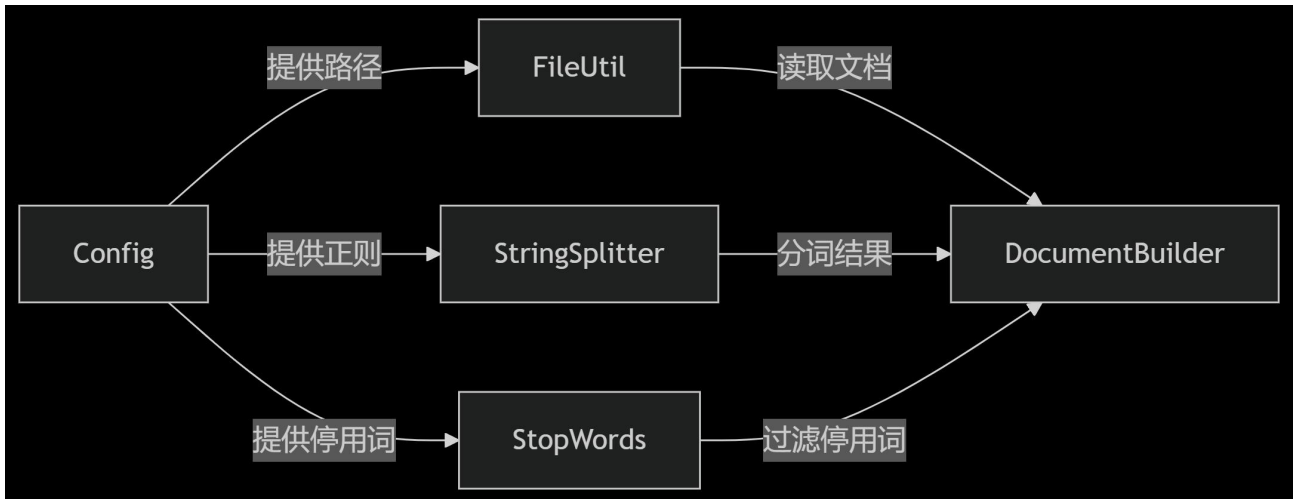 提供路径
FileUtil
读取文档
Config
提供正则
StringSplitter
分词结果
DocumentBuilder
提供停用词
StopWords
过滤停用词